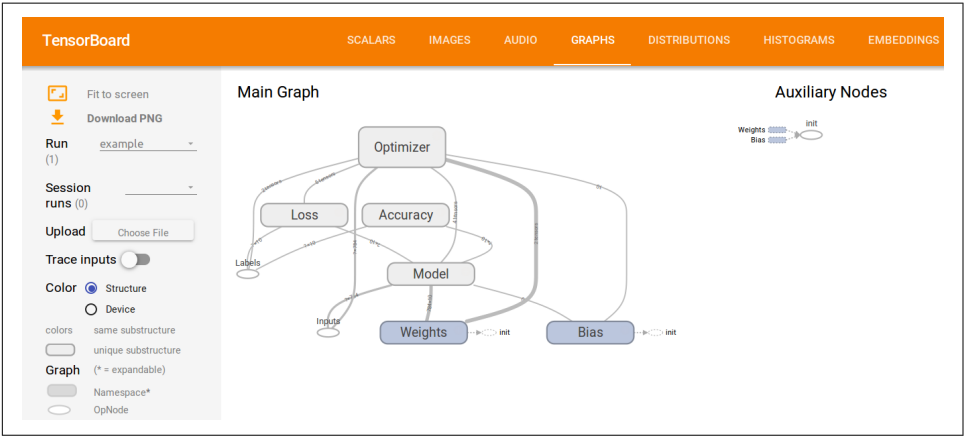 TensorBoard
SCALARS IMAGES AUDIO GRAPHS DISTRIBUTIONS HISTOGRAMS EMBEDDINGS
Fit to screen
Download PNG
Run example
(1)
Session
runs (0)
Upload Choose File
Trace inputs
Color Structure
Device
colors same substructure
unique substructure
Graph (* = expandable)
Namespace*
OpNode
Main Graph
Optimizer
Loss Accuracy
Labels
Model
Inputs
Weights init Bias init
Auxiliary Nodes
init
Weights
Bias